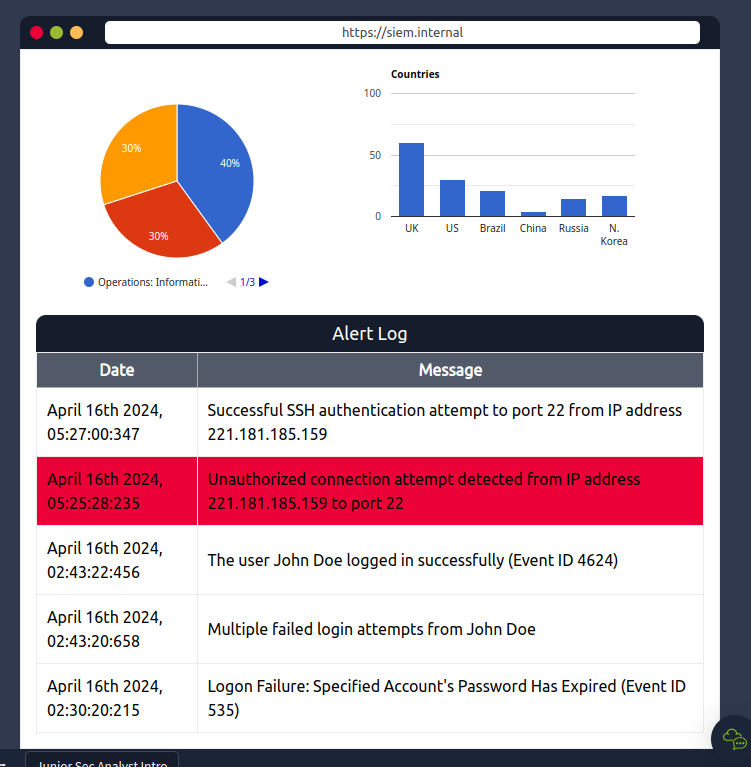 https://siem.internal
Countries
100
50
0
30%
40%
30%
UK US Brazil China Russia N.
Korea
Operations: Informati... 1/3
Alert Log
Date Message
April 16th 2024,
05:27:00:347
Successful SSH authentication attempt to port 22 from IP address
221.181.185.159
April 16th 2024,
05:25:28:235
Unauthorized connection attempt detected from IP address
221.181.185.159 to port 22
April 16th 2024,
02:43:22:456
The user John Doe logged in successfully (Event ID 4624)
April 16th 2024,
02:43:20:658
Multiple failed login attempts from John Doe
April 16th 2024,
02:30:20:215
Logon Failure: Specified Account's Password Has Expired (Event ID
535)
Junior Sec Analyst Intro